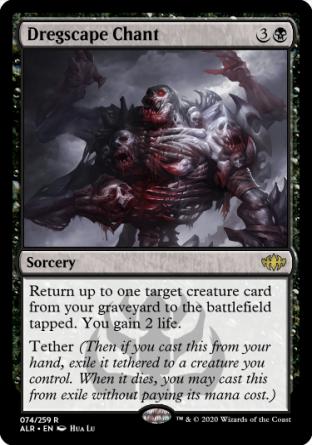 Dregscape Chant 3
Sorcery
Return up to one target creature card
from your graveyard to the battlefield
tapped. You gain 2 life.
Tether (Then if you cast this from your
hand, exile it tethered to a creature you
control. When it dies, you may cast this
from exile without paying its mana cost.)
074/259 R
ALR • EN Hua Lu
™ & © 2020 Wizards of the Coast